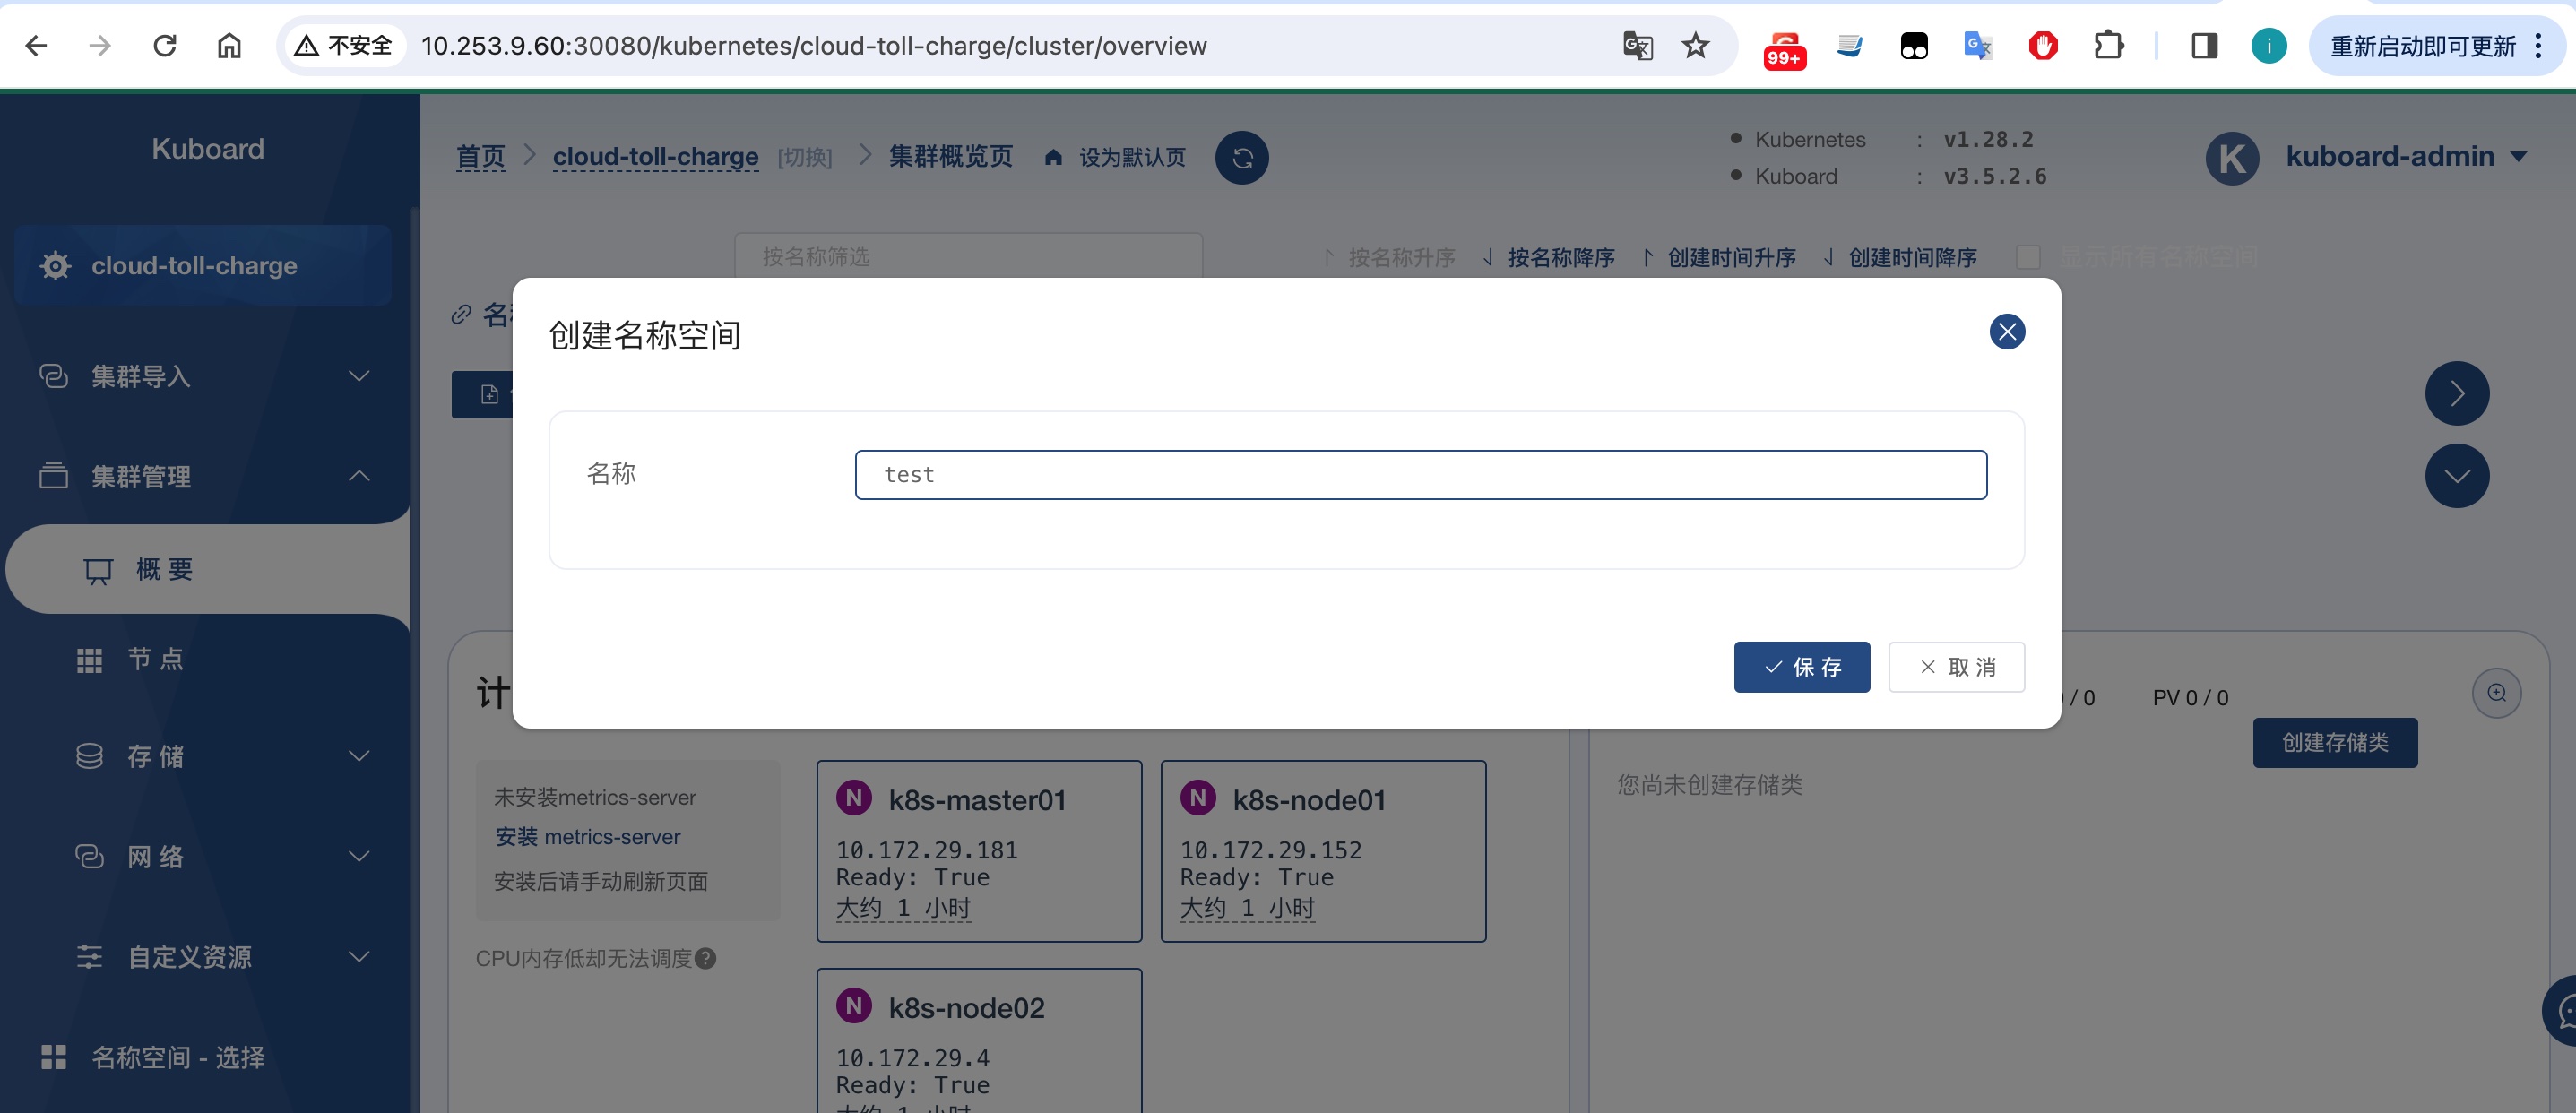 不安全 10.253.9.60:30080/kubernetes/cloud-toll-charge/cluster/overview
99+
i
重新启动即可更新
Kuboard
首页 > cloud-toll-charge [切换] > 集群概览页 设为默认页
Kubernetes : v1.28.2
Kuboard : v3.5.2.6
K kuboard-admin
cloud-toll-charge
集群导入
集群管理
概 要
节 点
存 储
网 络
自定义资源
名称空间 - 选择
按名称筛选
按名称升序 按名称降序 创建时间升序 创建时间降序 显示所有名称空间
创建名称空间
名称 test
保 存 取 消
/ 0 PV 0 / 0
创建存储类
您尚未创建存储类
计
未安装metrics-server
安装 metrics-server
安装后请手动刷新页面
CPU内存低却无法调度?
N k8s-master01
10.172.29.181
Ready: True
大约 1 小时
N k8s-node01
10.172.29.152
Ready: True
大约 1 小时
N k8s-node02
10.172.29.4
Ready: True